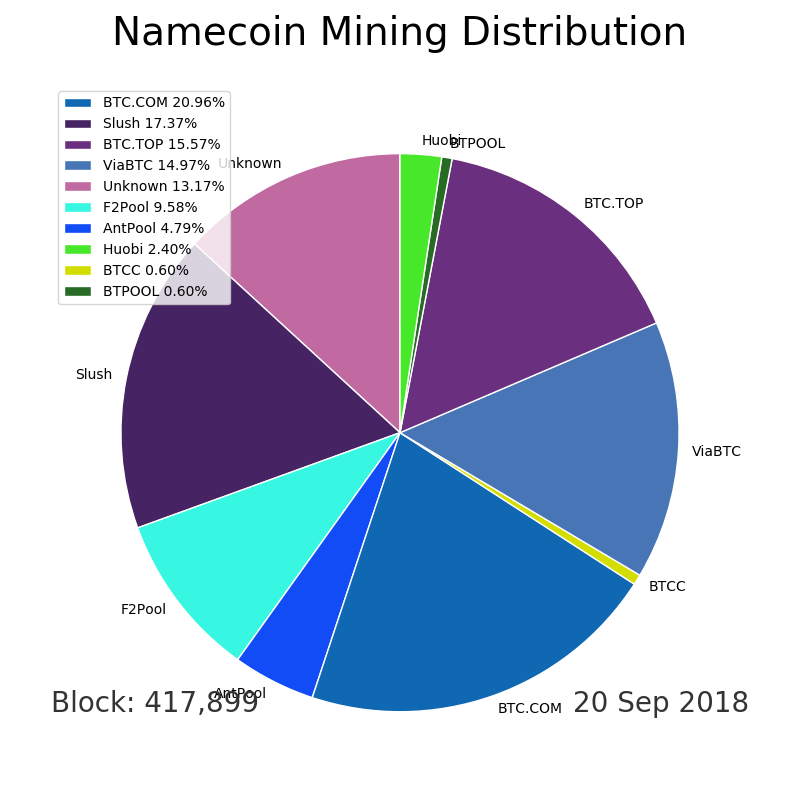 Namecoin Mining Distribution
BTC.COM 20.96%
Slush 17.37%
BTC.TOP 15.57%
ViaBTC 14.97%
Unknown 13.17%
F2Pool 9.58%
AntPool 4.79%
Huobi 2.40%
BTCC 0.60%
BTPOOL 0.60%
Huobi
BTPOOL
Unknown
BTC.TOP
Slush
ViaBTC
BTCC
F2Pool
AntPool
BTC.COM
Block: 417,899
20 Sep 2018